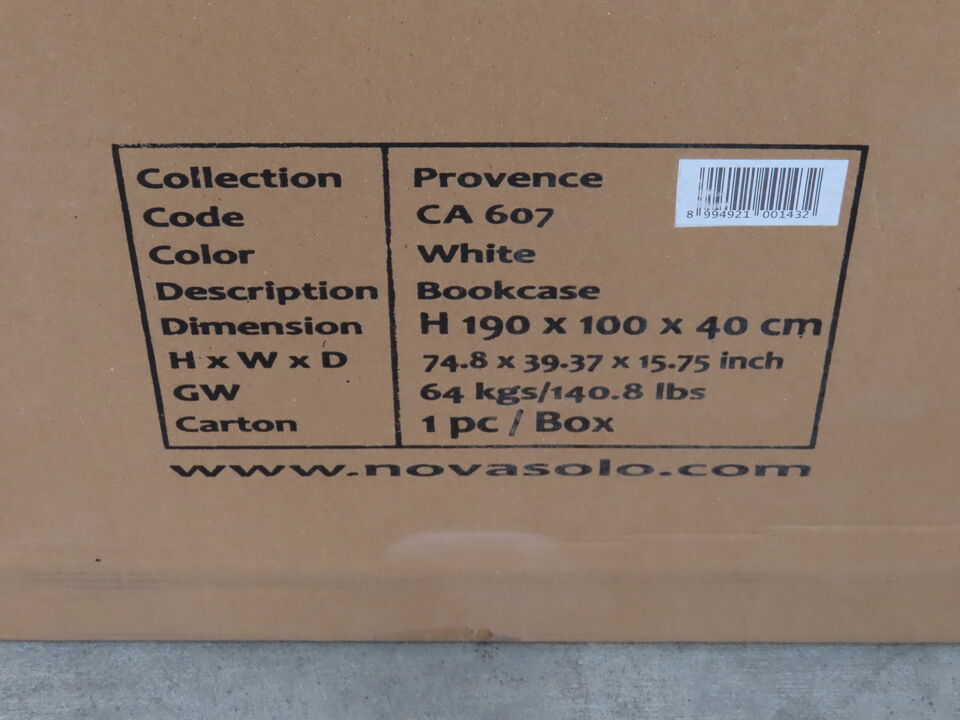 Collection Provence
Code CA 607
Color White
Description Bookcase
Dimension H 190 x 100 x 40 cm
H x W x D 74.8 x 39.37 x 15.75 inch
GW 64 kgs/140.8 lbs
Carton 1 pc / Box
www.novasolo.com
8 994921 001432